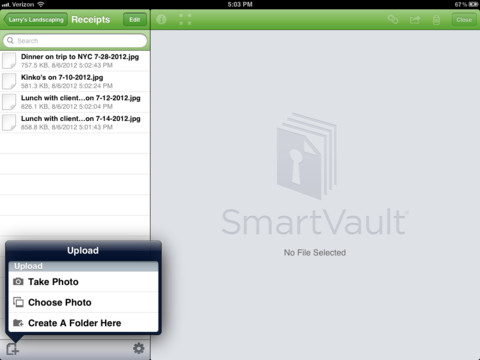 Verizon 5:03 PM 67%
Larry's Landscaping Receipts Edit Close
Search
Dinner on trip to NYC 7-28-2012.jpg
757.5 KB, 8/6/2012 5:02:43 PM
Kinko's on 7-10-2012.jpg
581.3 KB, 8/6/2012 5:02:24 PM
Lunch with client…on 7-12-2012.jpg
826.1 KB, 8/6/2012 5:02:04 PM
Lunch with client…on 7-14-2012.jpg
858.8 KB, 8/6/2012 5:01:43 PM
SmartVault
No File Selected
Upload
Upload
Take Photo
Choose Photo
Create A Folder Here